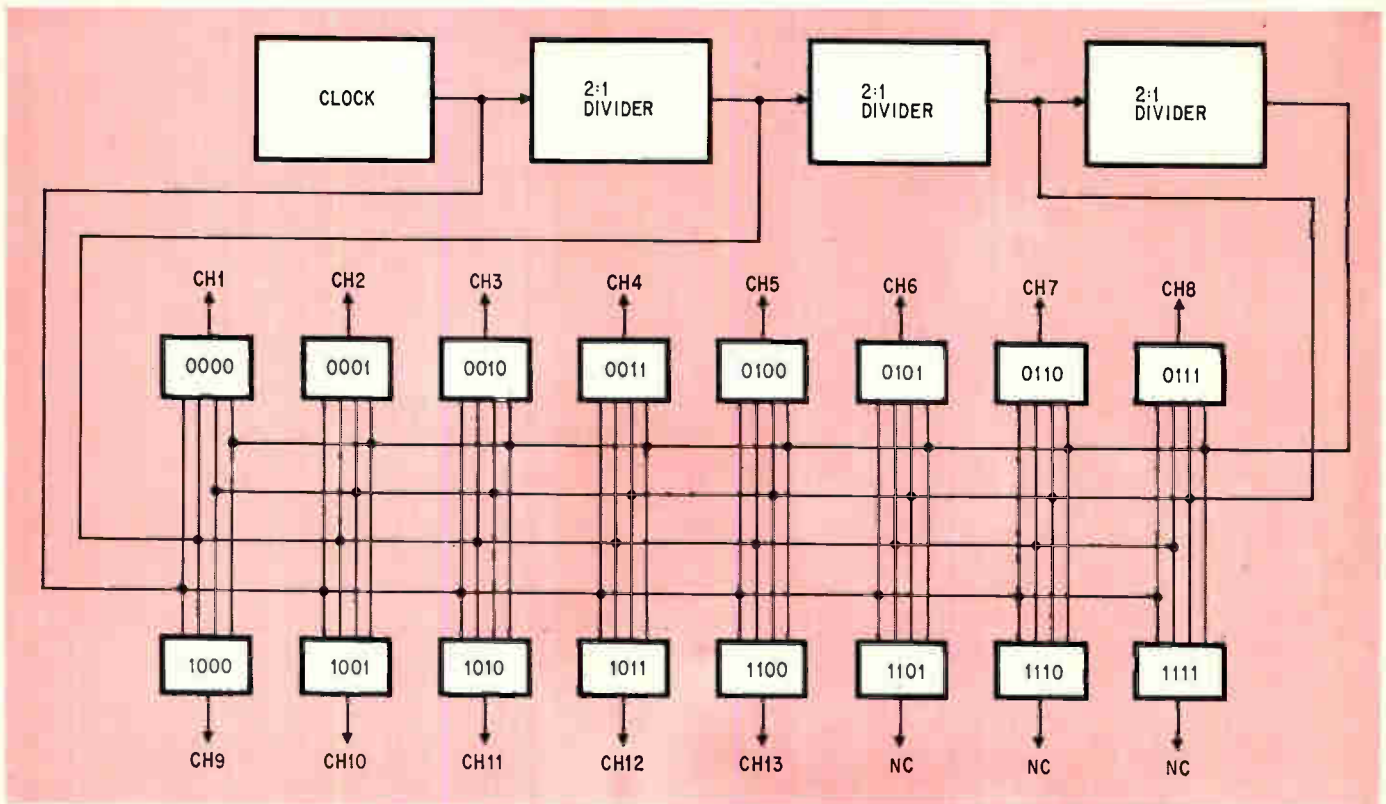 CLOCK
2:1
DIVIDER
2:1
DIVIDER
2:1
DIVIDER
CH1 CH2 CH3 CH4 CH5 CH6 CH7 CH8
0000 0001 0010 0011 0100 0101 0110 0111
1000 1001 1010 1011 1100 1101 1110 1111
CH9 CH10 CH11 CH12 CH13 NC NC NC